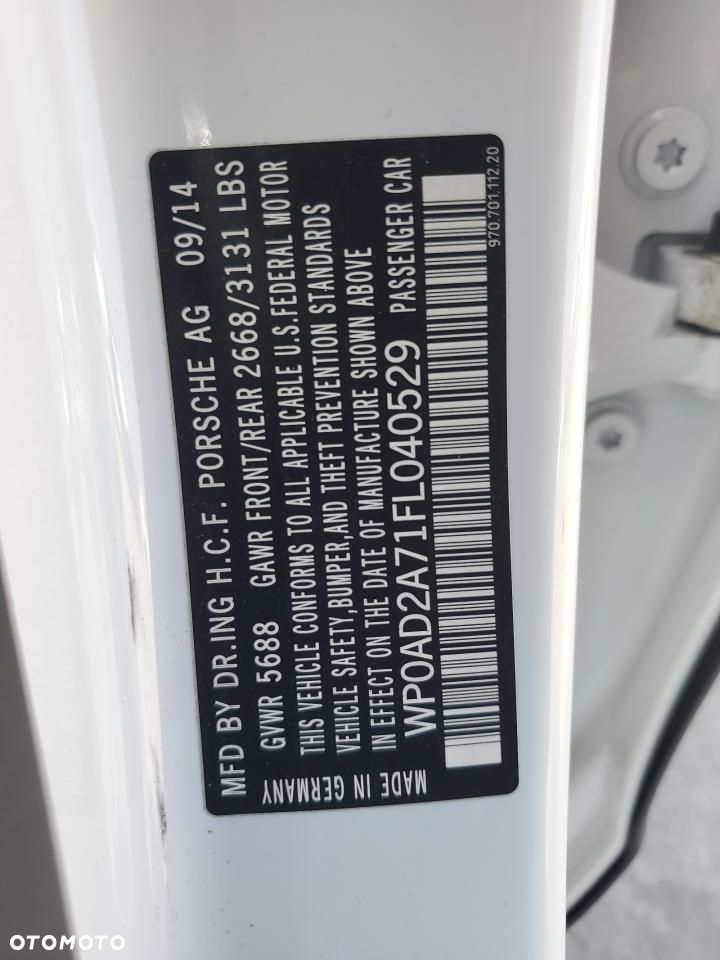 MFD BY DR.ING H.C.F. PORSCHE AG 09/14
GVWR 5688 GAWR FRONT/REAR 2668/3131 LBS
THIS VEHICLE CONFORMS TO ALL APPLICABLE U.S.FEDERAL MOTOR
VEHICLE SAFETY,BUMPER,AND THEFT PREVENTION STANDARDS
IN EFFECT ON THE DATE OF MANUFACTURE SHOWN ABOVE
WP0AD2A71FL040529 PASSENGER CAR
MADE IN GERMANY
970.701.112.20
OTOMOTO